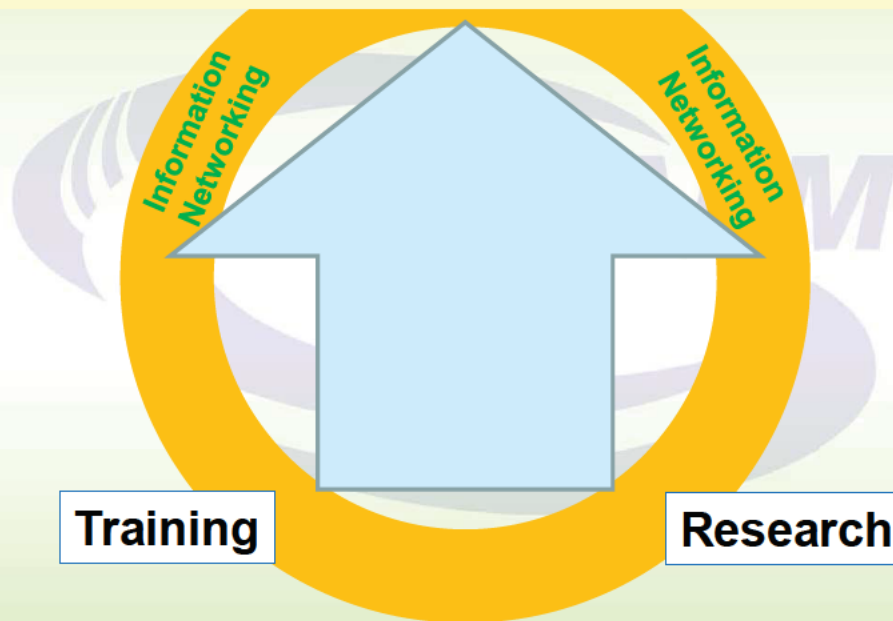 Information
Networking
Information
Networking
M
Training
Research